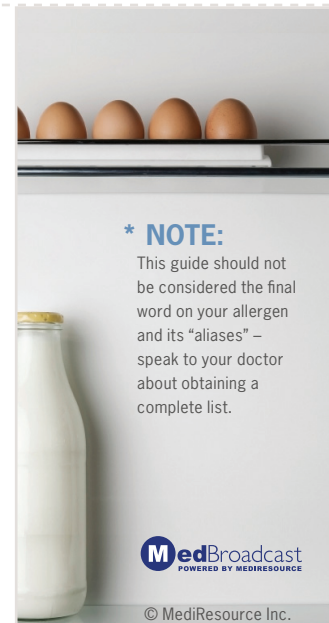 * NOTE:
This guide should not
be considered the final
word on your allergen
and its “aliases” –
speak to your doctor
about obtaining a
complete list.
MedBroadcast
POWERED BY MEDIRESOURCE
© MediResource Inc.